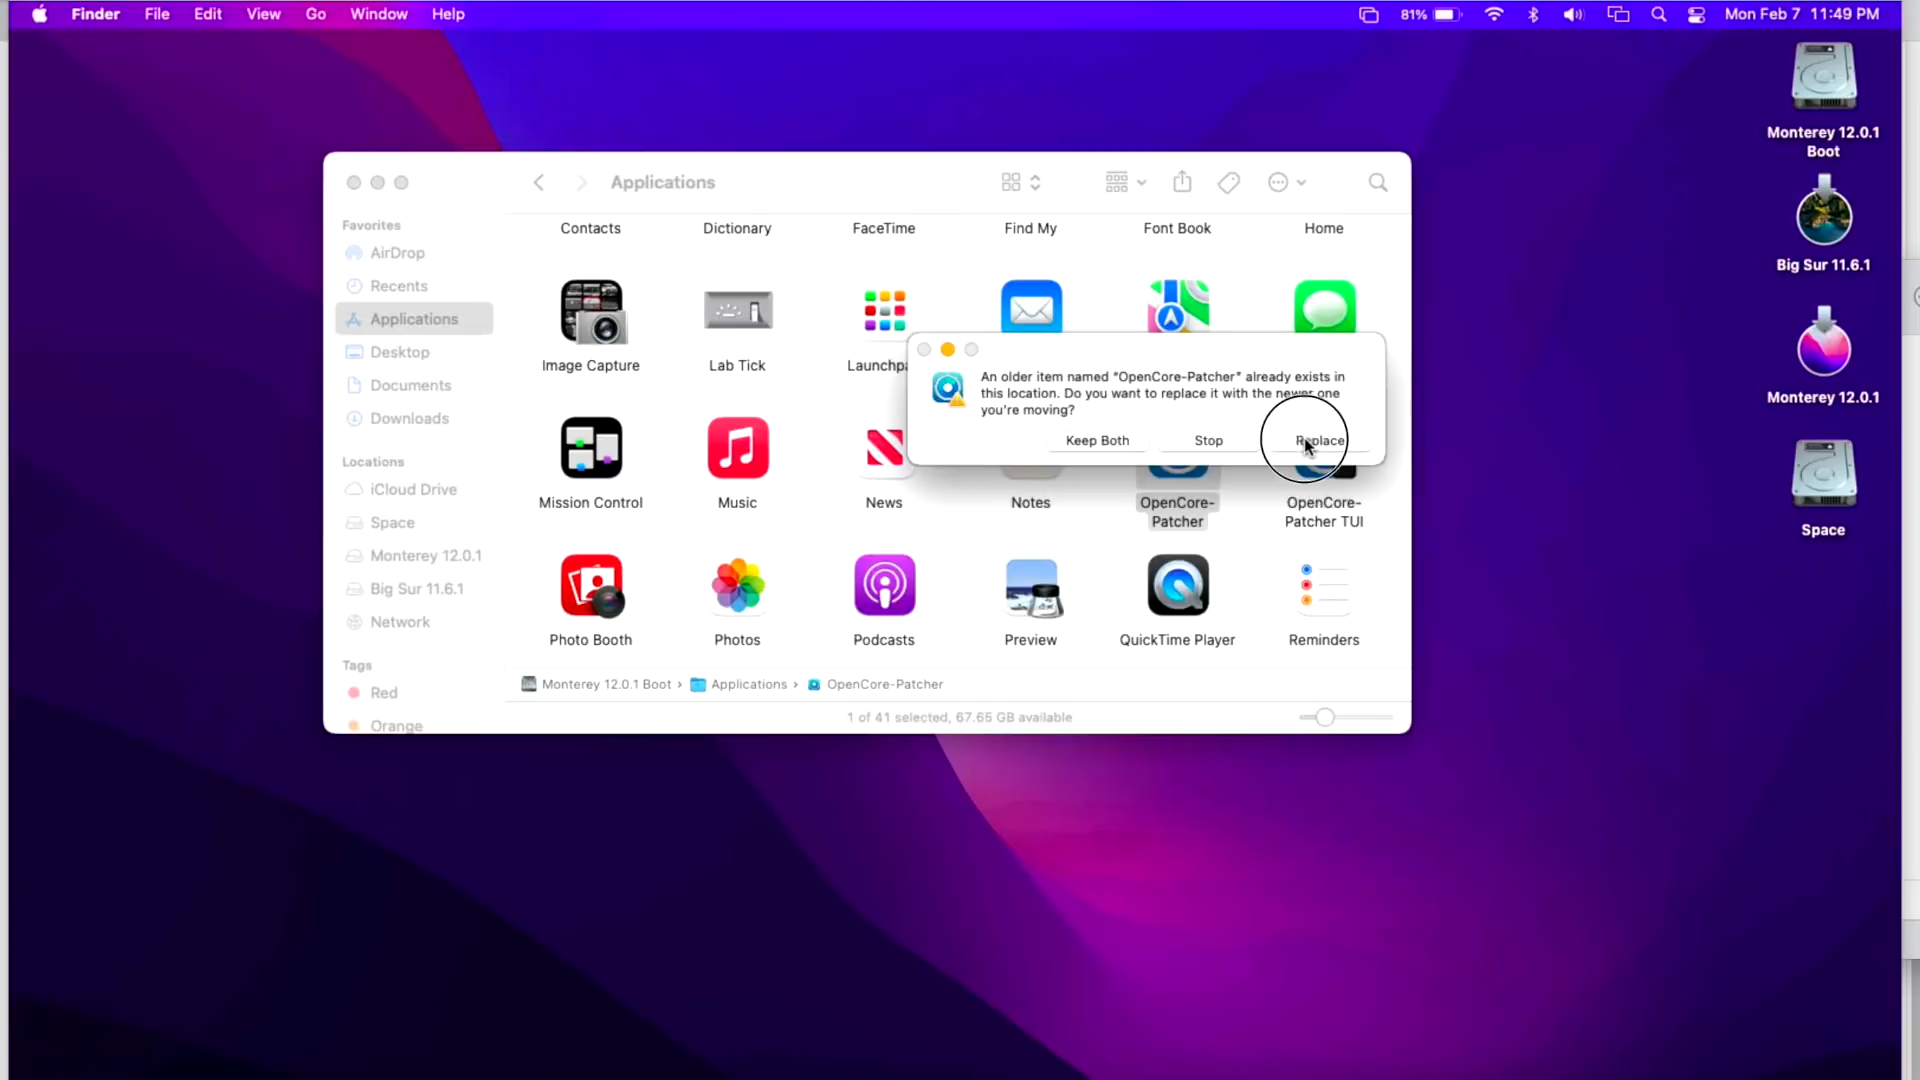 Finder File Edit View Go Window Help
81%
Mon Feb 7 11:49 PM
Monterey 12.0.1
Boot
Big Sur 11.6.1
Monterey 12.0.1
Space
Applications
Favorites
AirDrop
Recents
Applications
Desktop
Documents
Downloads
Locations
iCloud Drive
Space
Monterey 12.0.1
Big Sur 11.6.1
Network
Tags
Red
Orange
Contacts
Dictionary
FaceTime
Find My
Font Book
Home
Image Capture
Lab Tick
Launchpa
An older item named "OpenCore-Patcher" already exists in
this location. Do you want to replace it with the newer one
you're moving?
Keep Both
Stop
Replace
Mission Control
Music
News
Notes
OpenCore-
Patcher
OpenCore-
Patcher TUI
Photo Booth
Photos
Podcasts
Preview
QuickTime Player
Reminders
Monterey 12.0.1 Boot › Applications › OpenCore-Patcher
1 of 41 selected, 67.65 GB available